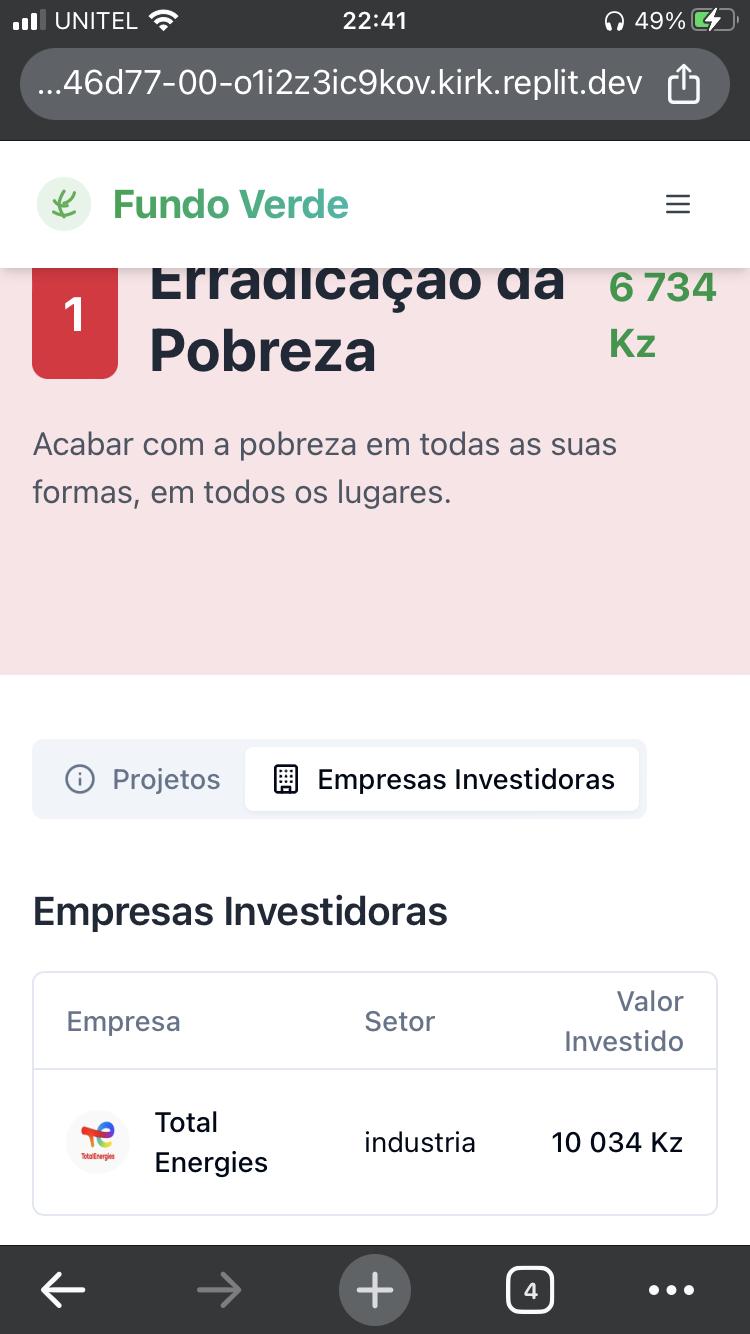 UNITEL 22:41 49%
...46d77-00-o1i2z3ic9kov.kirk.replit.dev
Fundo Verde
1
Erradicação da
Pobreza
6 734
Kz
Acabar com a pobreza em todas as suas
formas, em todos os lugares.
Projetos
Empresas Investidoras
Empresas Investidoras
Empresa
Setor
Valor
Investido
TotalEnergies
Total
Energies
industria
10 034 Kz
4